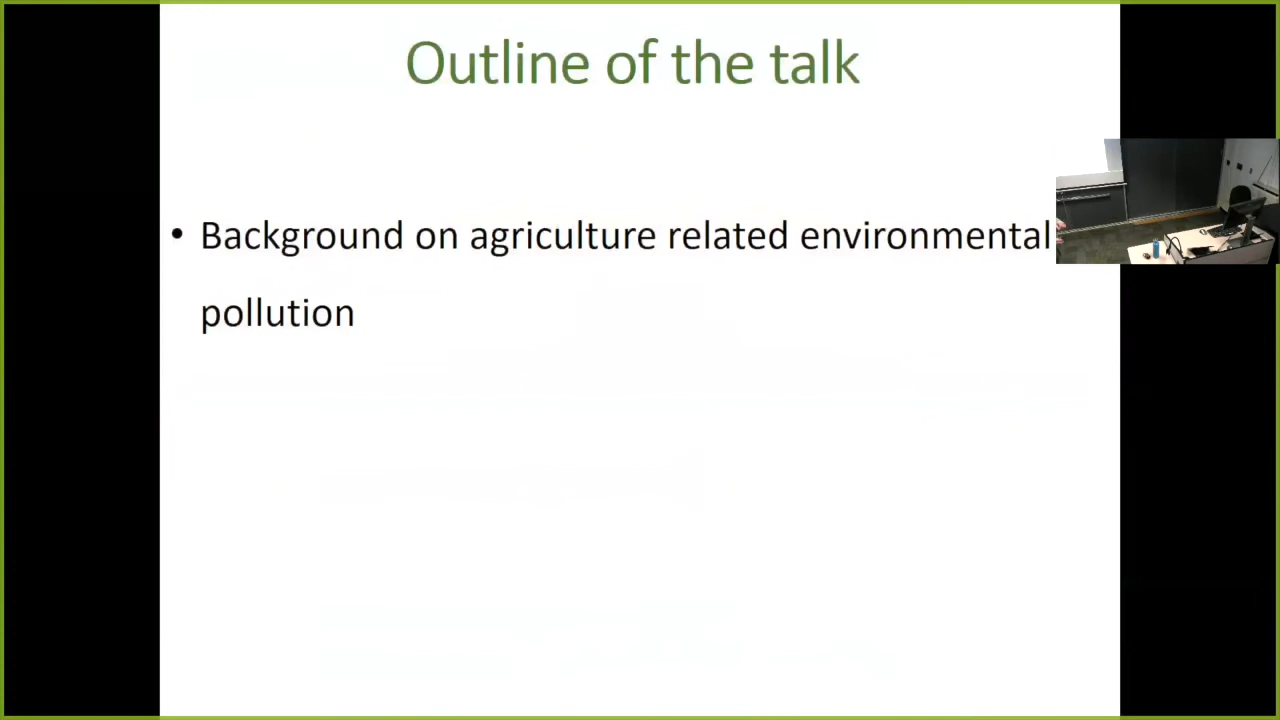 Outline of the talk
• Background on agriculture related environmental
pollution